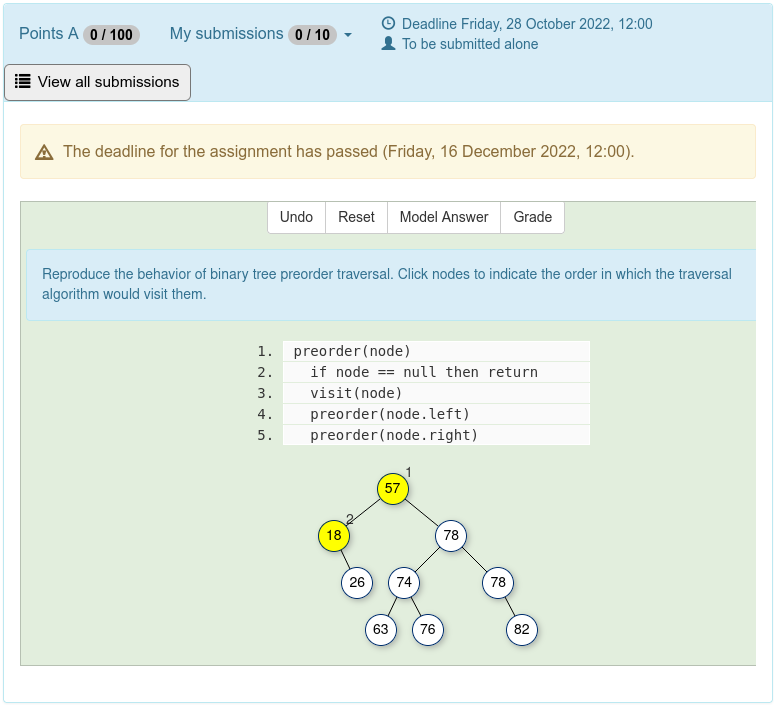 Points A 0 / 100 My submissions 0 / 10
Deadline Friday, 28 October 2022, 12:00
To be submitted alone
View all submissions
The deadline for the assignment has passed (Friday, 16 December 2022, 12:00).
Undo Reset Model Answer Grade
Reproduce the behavior of binary tree preorder traversal. Click nodes to indicate the order in which the traversal
algorithm would visit them.
1. preorder(node)
2. if node == null then return
3. visit(node)
4. preorder(node.left)
5. preorder(node.right)
1
57
2
18 78
26 74 78
63 76 82